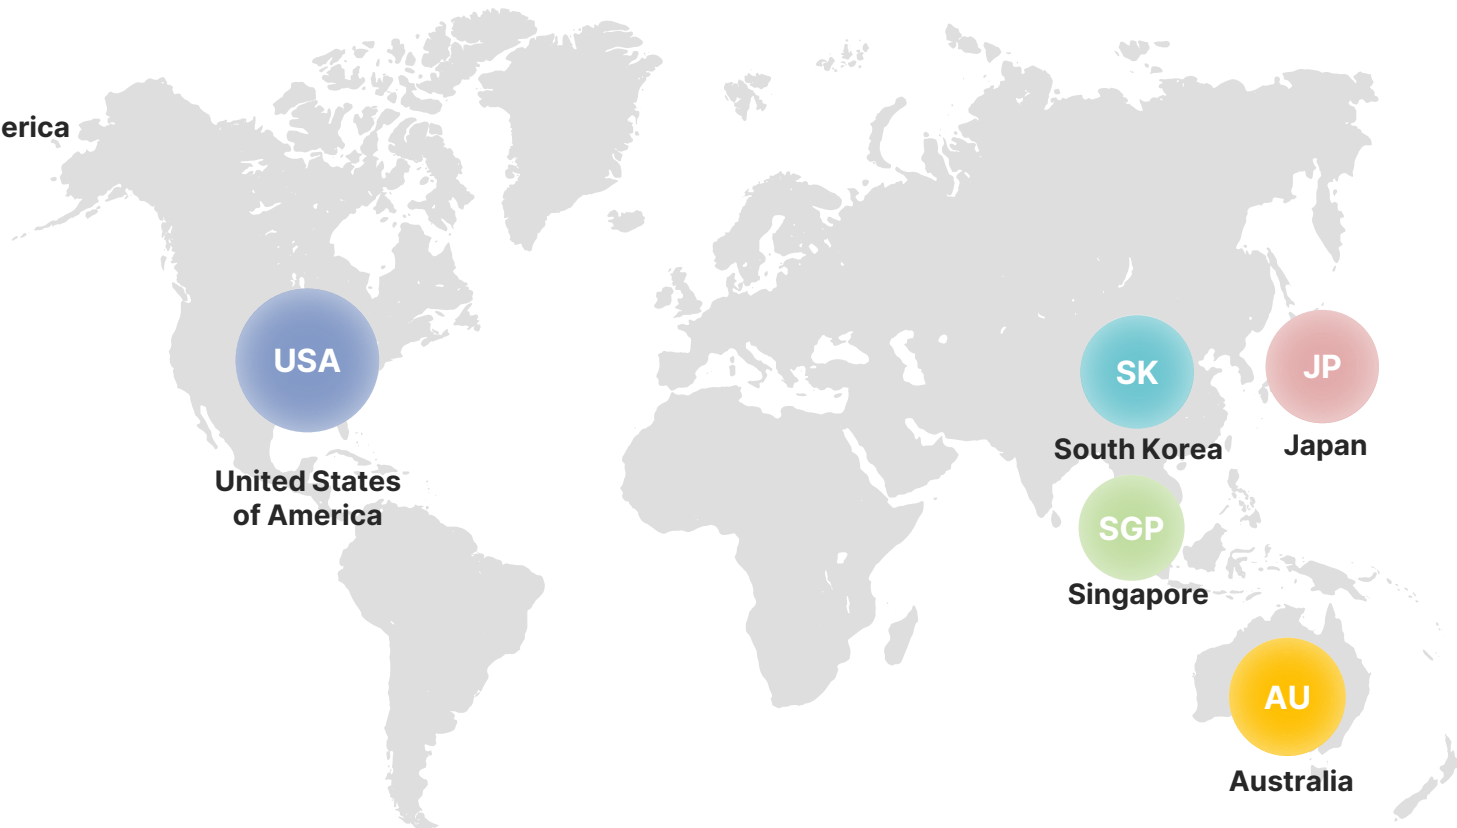 erica
USA
United States
of America
SK
South Korea
JP
Japan
SGP
Singapore
AU
Australia